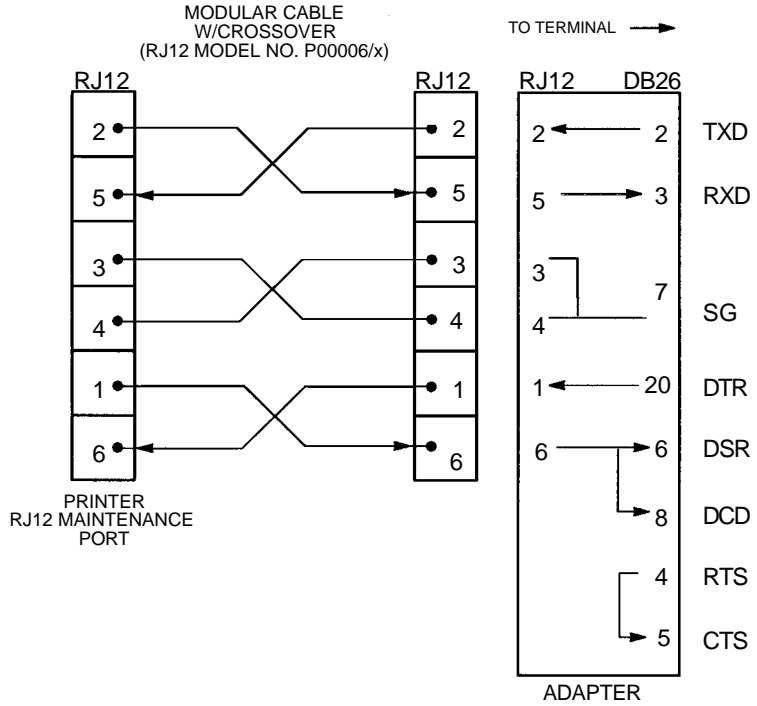 MODULAR CABLE
W/CROSSOVER
(RJ12 MODEL NO. P00006/x)
TO TERMINAL
RJ12 RJ12 RJ12 DB26
2 2 2 2 TXD
5 5 5 3 RXD
3 3 3
7
4 4 4 SG
1 1 1 20 DTR
6 6 6 6 DSR
PRINTER
RJ12 MAINTENANCE
PORT
8 DCD
4 RTS
5 CTS
ADAPTER